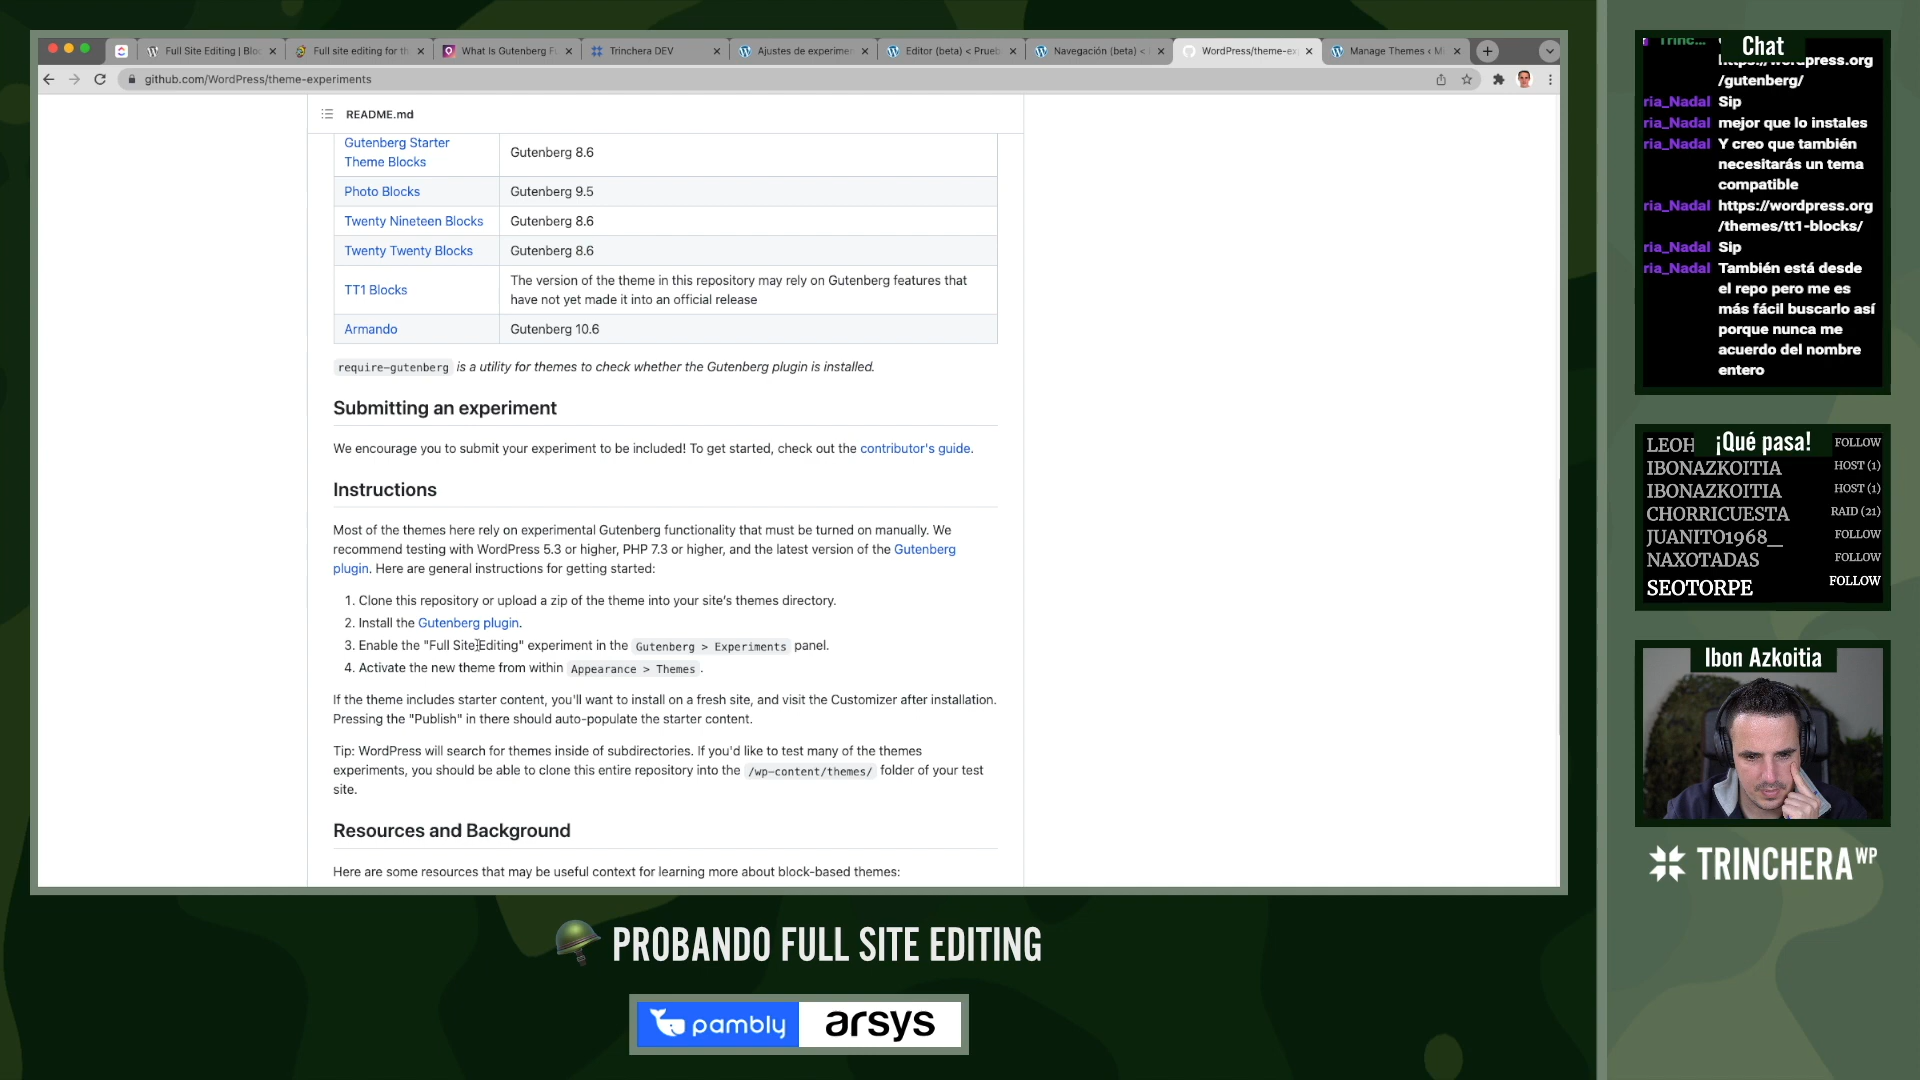 Full Site Editing | Bloc
Full site editing for th
What Is Gutenberg F
Trinchera DEV
Ajustes de experimen
Editor (beta) < Prueb
Navegación (beta) <
WordPress/theme-ex
Manage Themes < M
github.com/WordPress/theme-experiments
README.md
Gutenberg Starter
Theme Blocks
Gutenberg 8.6
Photo Blocks
Gutenberg 9.5
Twenty Nineteen Blocks
Gutenberg 8.6
Twenty Twenty Blocks
Gutenberg 8.6
TT1 Blocks
The version of the theme in this repository may rely on Gutenberg features that
have not yet made it into an official release
Armando
Gutenberg 10.6
require-gutenberg is a utility for themes to check whether the Gutenberg plugin is installed.
Submitting an experiment
We encourage you to submit your experiment to be included! To get started, check out the contributor's guide.
Instructions
Most of the themes here rely on experimental Gutenberg functionality that must be turned on manually. We
recommend testing with WordPress 5.3 or higher, PHP 7.3 or higher, and the latest version of the Gutenberg
plugin. Here are general instructions for getting started:
1. Clone this repository or upload a zip of the theme into your site's themes directory.
2. Install the Gutenberg plugin.
3. Enable the "Full Site Editing" experiment in the Gutenberg > Experiments panel.
4. Activate the new theme from within Appearance > Themes.
If the theme includes starter content, you'll want to install on a fresh site, and visit the Customizer after installation.
Pressing the "Publish" in there should auto-populate the starter content.
Tip: WordPress will search for themes inside of subdirectories. If you'd like to test many of the themes
experiments, you should be able to clone this entire repository into the /wp-content/themes/ folder of your test
site.
Resources and Background
Here are some resources that may be useful context for learning more about block-based themes:
Chat
https://wordpress.org
/gutenberg/
ria_Nadal Sip
ria_Nadal mejor que lo instales
ria_Nadal Y creo que también
necesitarás un tema
compatible
ria_Nadal https://wordpress.org
/themes/tt1-blocks/
ria_Nadal Sip
ria_Nadal También está desde
el repo pero me es
más fácil buscarlo así
porque nunca me
acuerdo del nombre
entero
¡Qué pasa!
LEOH FOLLOW
IBONAZKOITIA HOST (1)
IBONAZKOITIA HOST (1)
CHORRICUESTA RAID (21)
JUANITO1968__ FOLLOW
NAXOTADAS FOLLOW
SEOTORPE FOLLOW
Ibon Azkoitia
TRINCHERA WP
PROBANDO FULL SITE EDITING
pambly
arsys